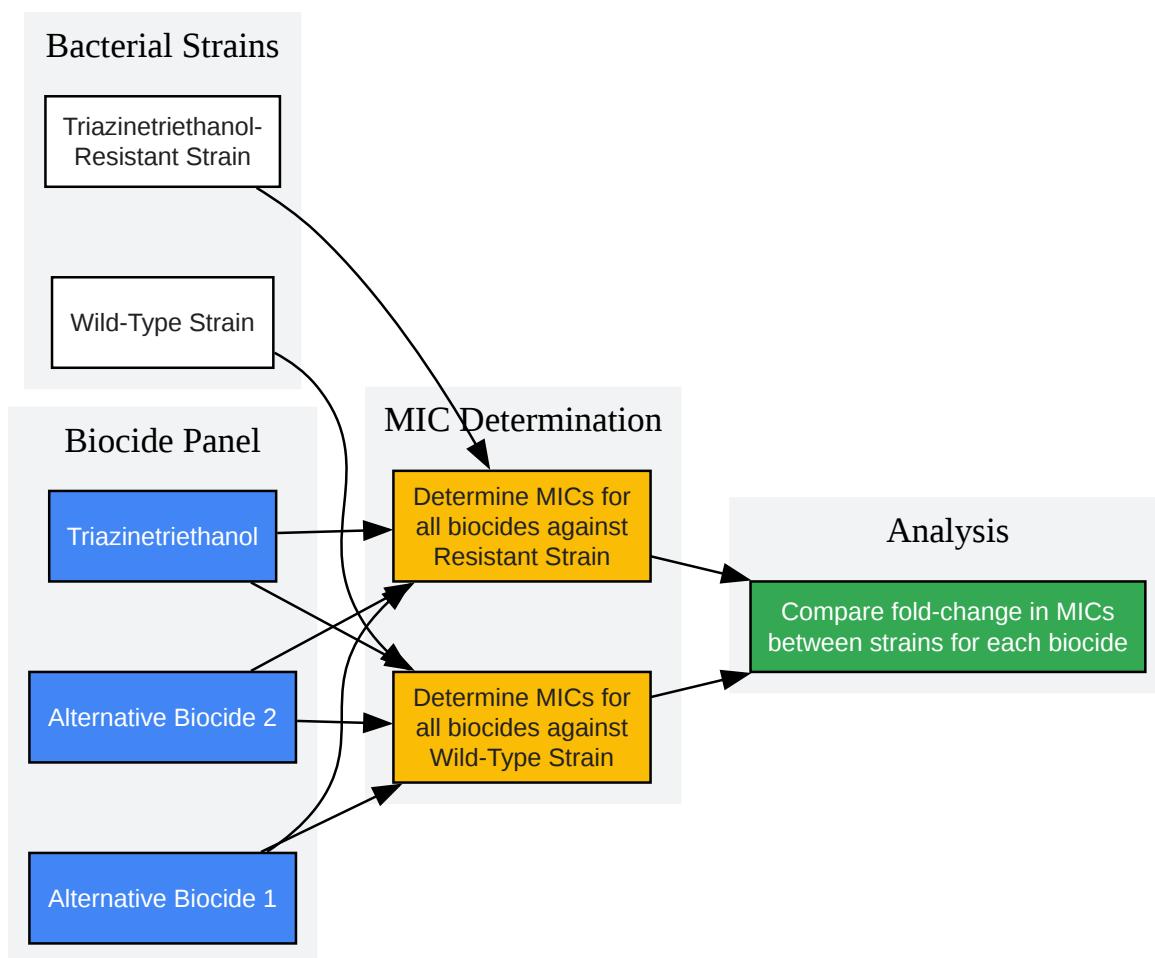 Bacterial Strains
Triazinetriethanol-
Resistant Strain
Wild-Type Strain
Biocide Panel
Triazinetriethanol
Alternative Biocide 2
Alternative Biocide 1
MIC Determination
Determine MICs for
all biocides against
Resistant Strain
Determine MICs for
all biocides against
Wild-Type Strain
Analysis
Compare fold-change in MICs
between strains for each biocide